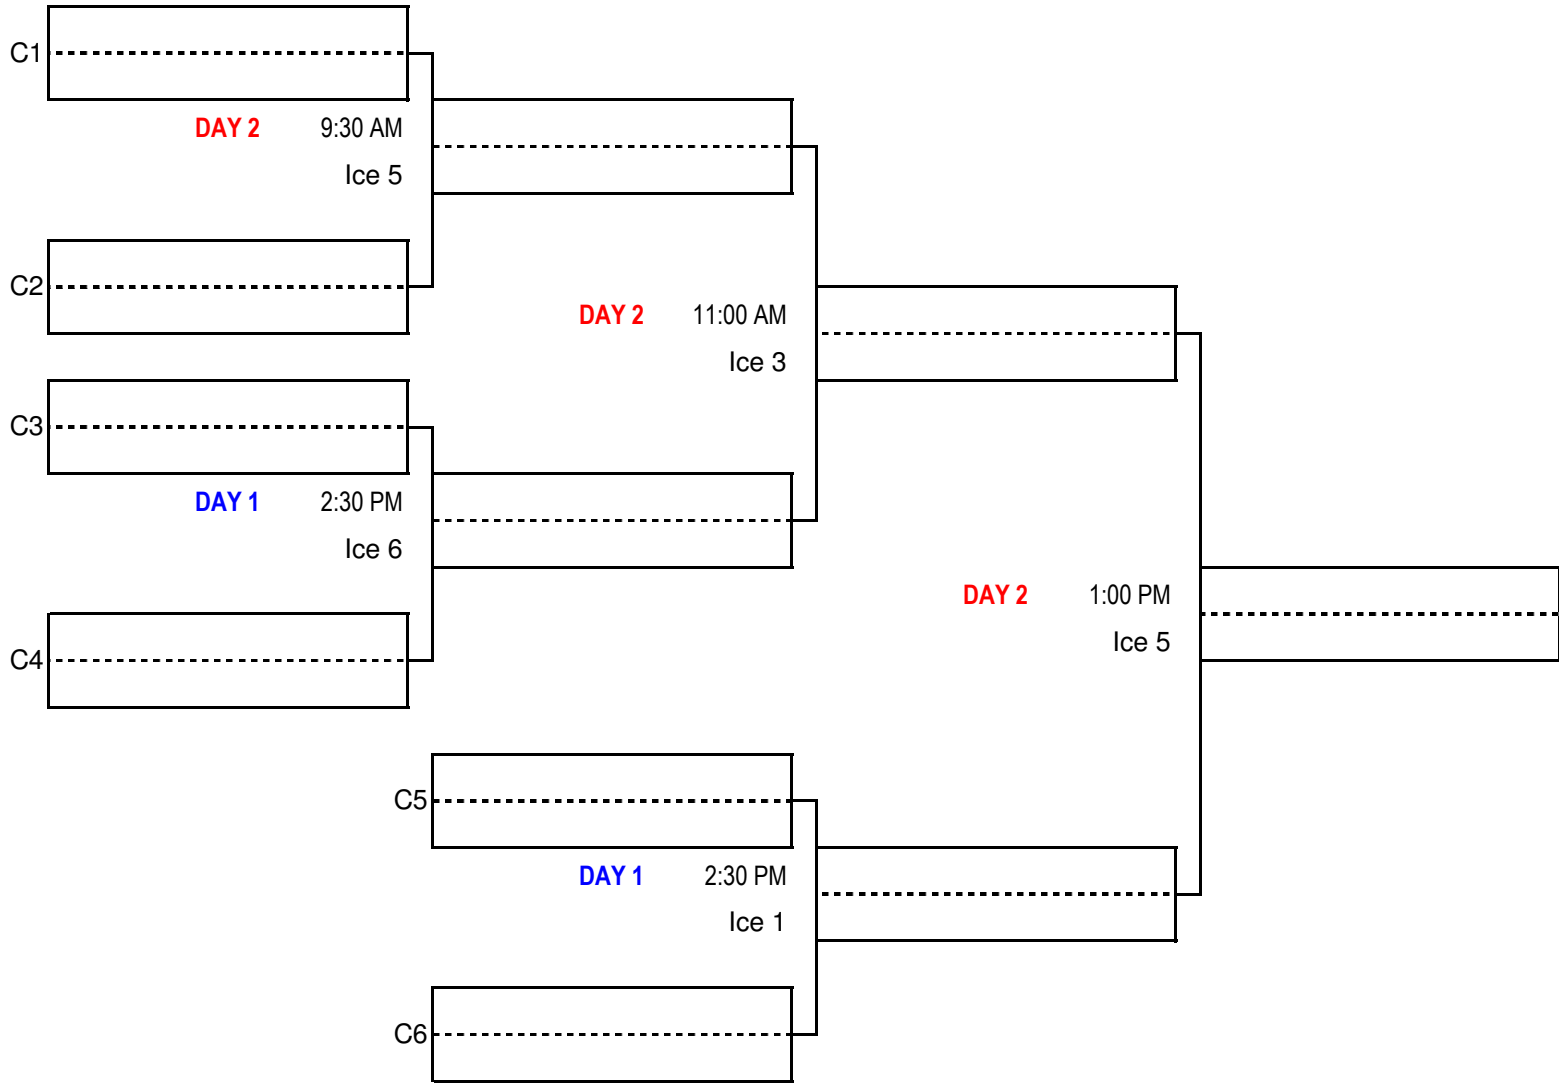 C1
DAY 2 9:30 AM
Ice 5
C2
DAY 2 11:00 AM
Ice 3
C3
DAY 1 2:30 PM
Ice 6
DAY 2 1:00 PM
Ice 5
C4
C5
DAY 1 2:30 PM
Ice 1
C6